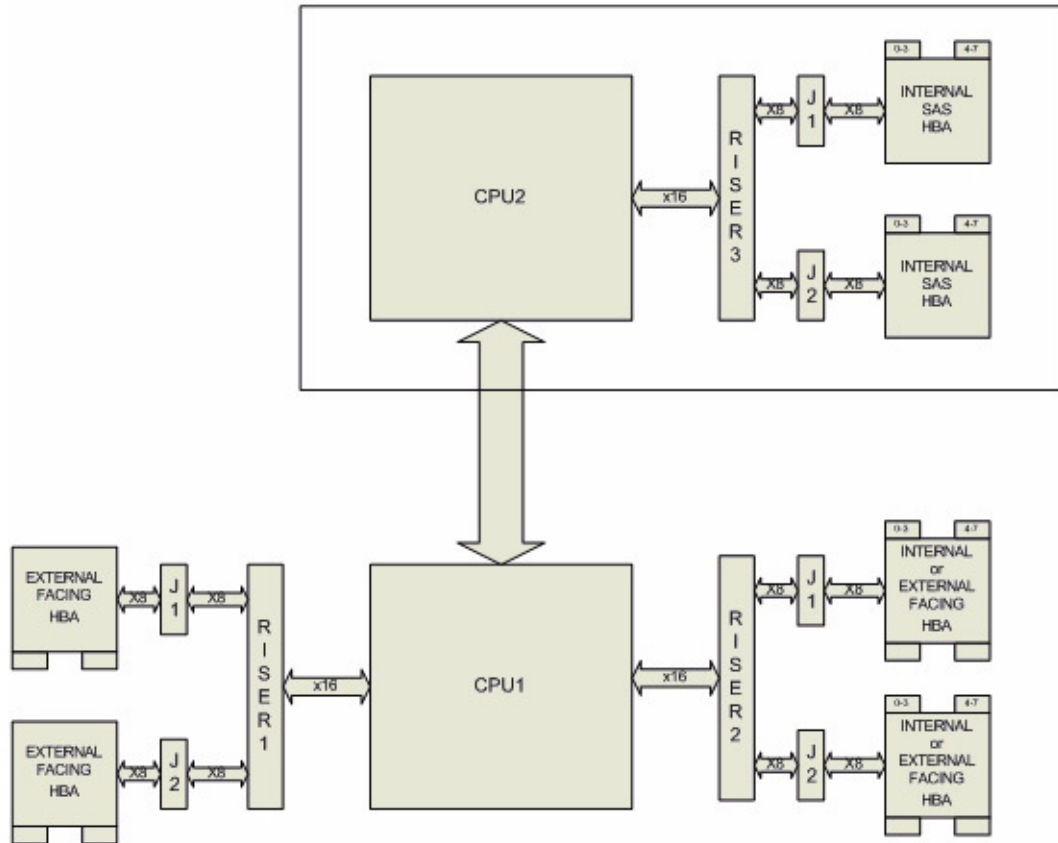 0-3
4-7
INTERNAL
SAS
HBA
X8
J
1
X8
R
I
S
E
R
3
CPU2
x16
0-3
4-7
INTERNAL
SAS
HBA
X8
J
2
X8
EXTERNAL
FACING
HBA
X8
J
1
X8
R
I
S
E
R
1
x16
CPU1
x16
R
I
S
E
R
2
X8
J
1
X8
0-3
4-7
INTERNAL
or
EXTERNAL
FACING
HBA
EXTERNAL
FACING
HBA
X8
J
2
X8
X8
J
2
X8
0-3
4-7
INTERNAL
or
EXTERNAL
FACING
HBA